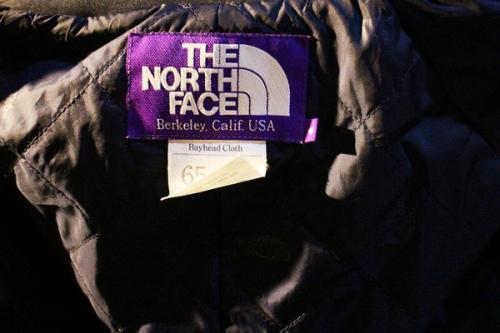 THE
NORTH
FACE
Berkeley, Calif. USA
Bayhead Cloth
65